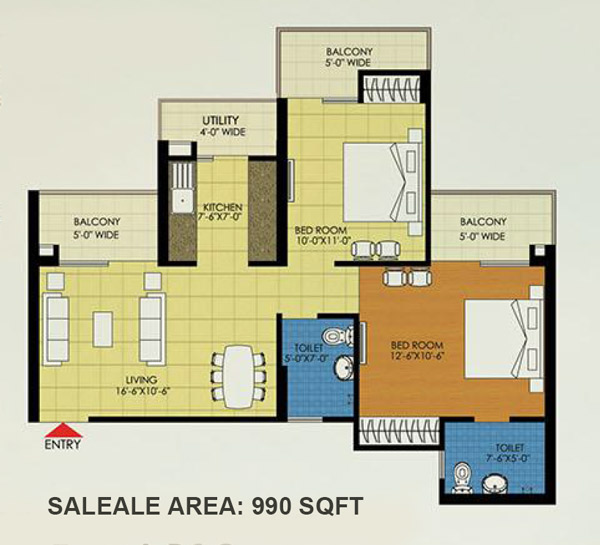 BALCONY
5'-0" WIDE
UTILITY
4'-0" WIDE
KITCHEN
7'-6"X7'-0"
BED ROOM
10'-0"X11'-0"
BALCONY
5'-0" WIDE
BALCONY
5'-0" WIDE
LIVING
16'-6"X10'-6"
TOILET
5'-0"X7'-0"
BED ROOM
12'-6"X10'-6"
ENTRY
TOILET
7'-6"X5'-0"
SALEALE AREA: 990 SQFT